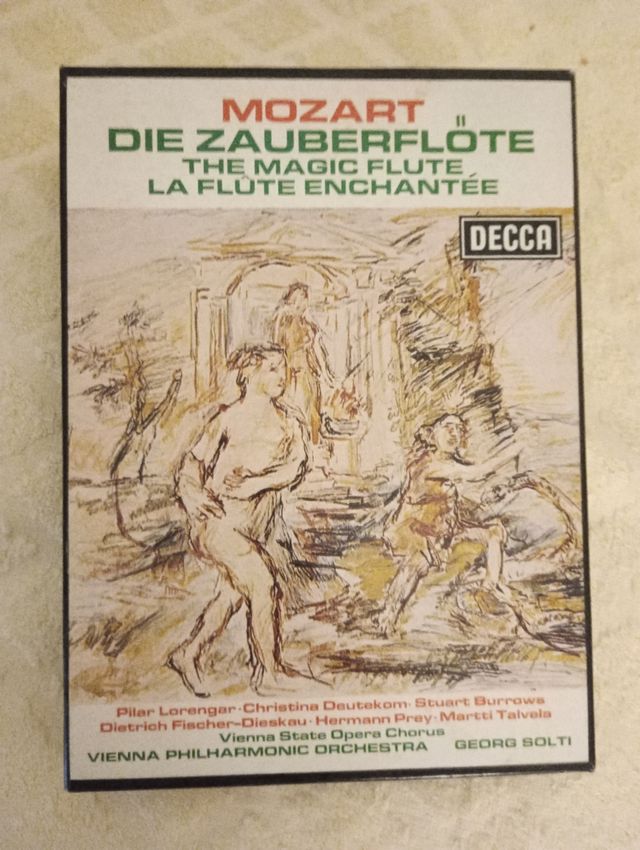 MOZART
DIE ZAUBERFLÖTE
THE MAGIC FLUTE
LA FLÛTE ENCHANTÉE
DECCA
Pilar Lorengar · Christina Deutekom · Stuart Burrows
Dietrich Fischer-Dieskau · Hermann Prey · Martti Talvela
Vienna State Opera Chorus
VIENNA PHILHARMONIC ORCHESTRA GEORG SOLTI